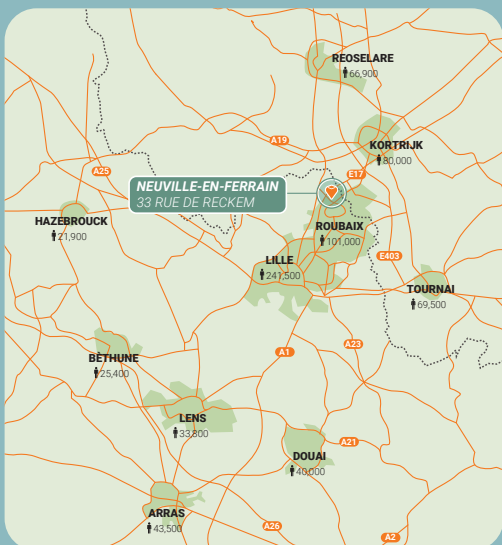 REOSELARE
66,900
KORTRIJK
80,000
A19
A25
E17
NEUVILLE-EN-FERRAIN
33 RUE DE RECKEM
HAZEBROUCK
21,900
ROUBAIX
101,000
LILLE
241,500
E403
TOURNAI
69,500
A1
A23
BÉTHUNE
25,400
LENS
33,800
A21
DOUAI
40,000
ARRAS
43,500
A26
A2